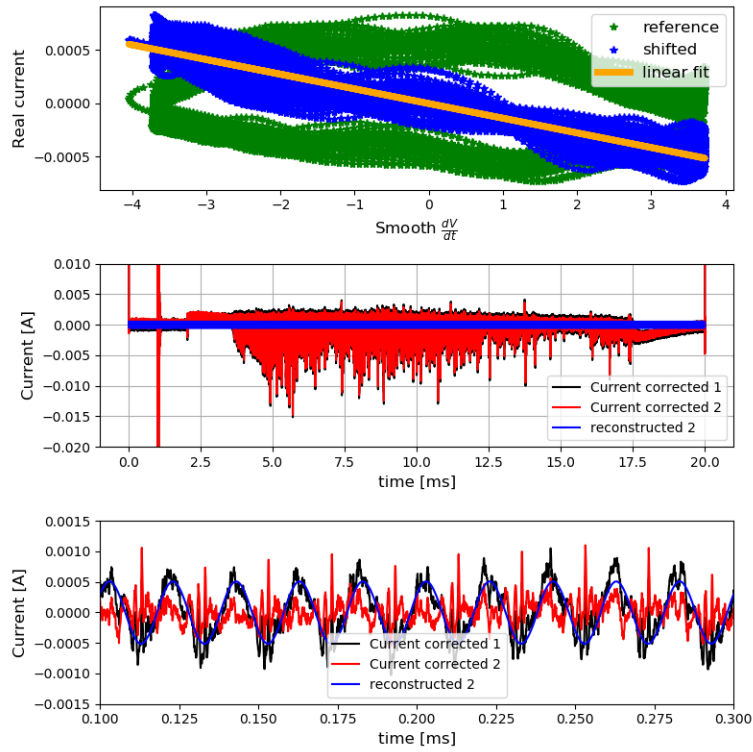 Real current
0.0005
0.0000
−0.0005
reference
shifted
linear fit
−4
−3
−2
−1
0
1
2
3
4
Smooth dV/dt
Current [A]
0.010
0.005
0.000
−0.005
−0.010
−0.015
−0.020
Current corrected 1
Current corrected 2
reconstructed 2
0.0
2.5
5.0
7.5
10.0
12.5
15.0
17.5
20.0
time [ms]
Current [A]
0.0015
0.0010
0.0005
0.0000
−0.0005
−0.0010
−0.0015
Current corrected 1
Current corrected 2
reconstructed 2
0.100
0.125
0.150
0.175
0.200
0.225
0.250
0.275
0.300
time [ms]